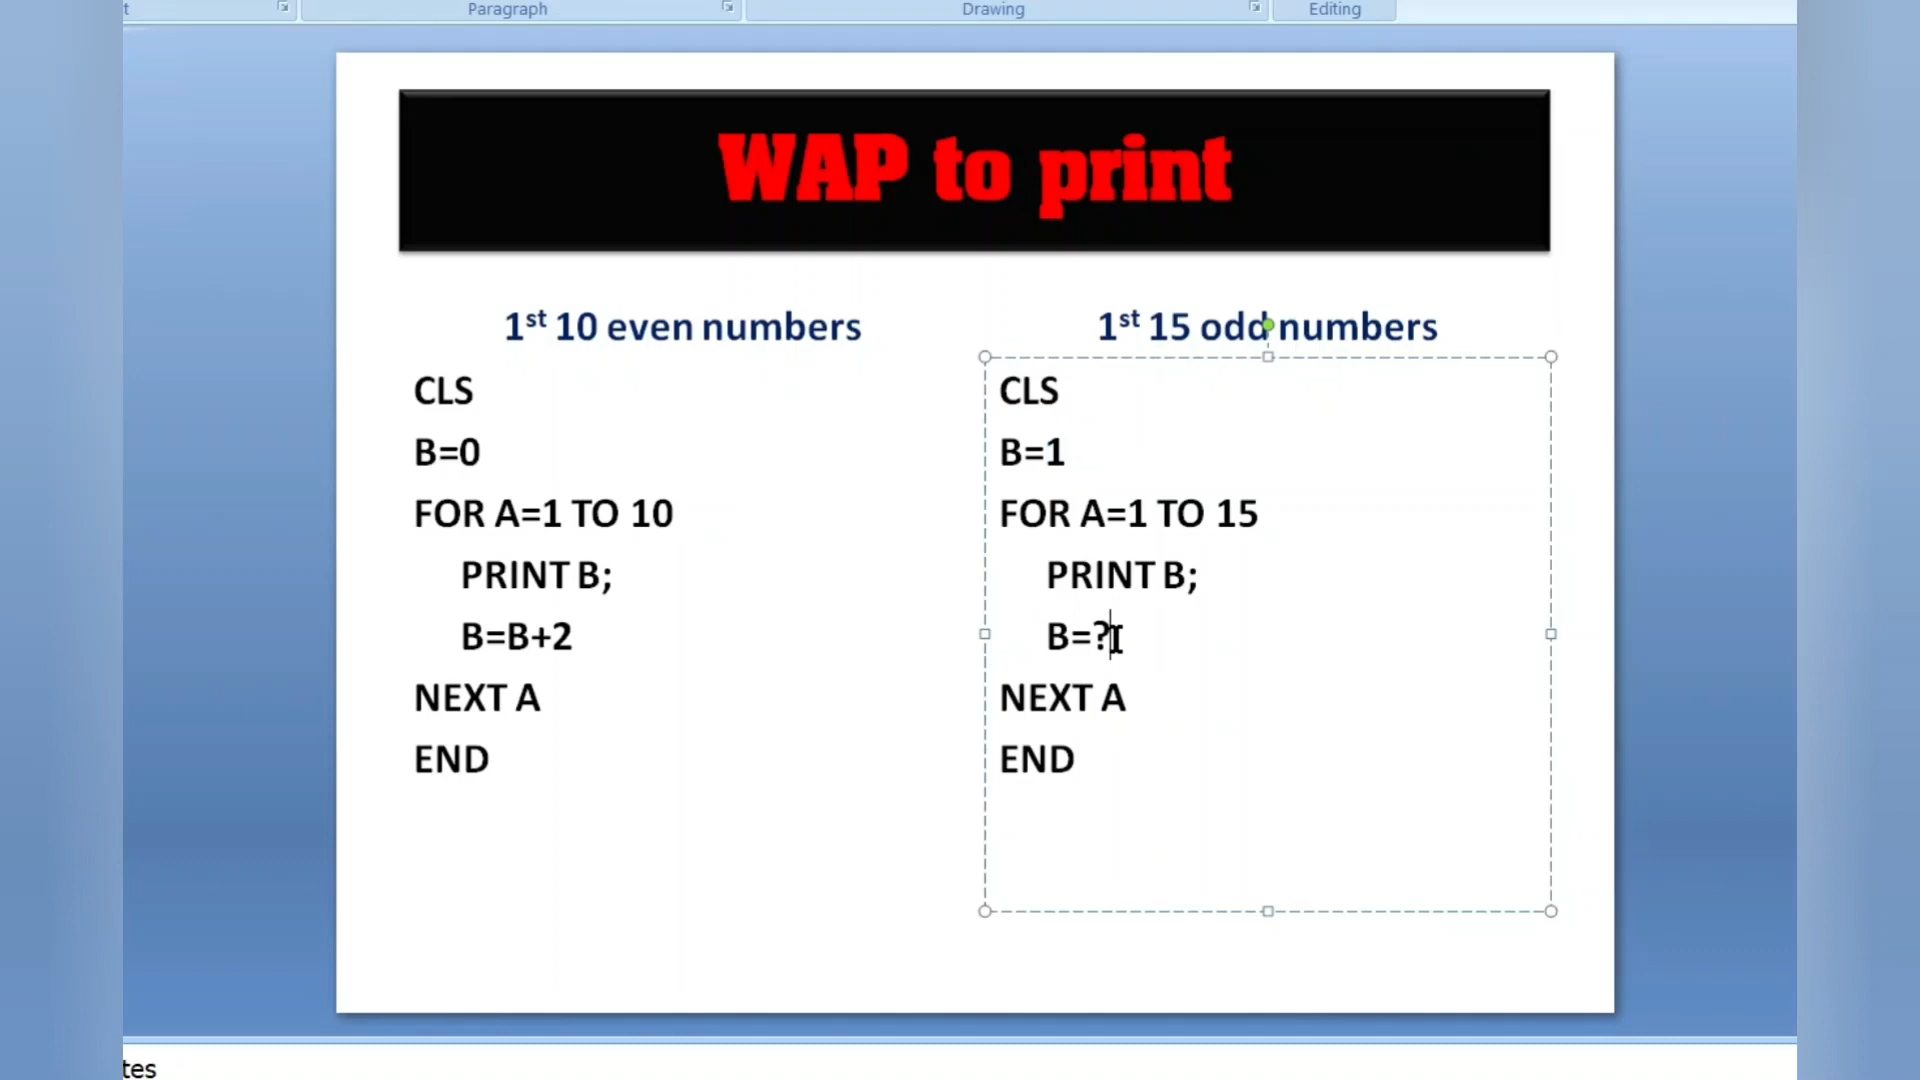 t
Paragraph
Drawing
Editing
WAP to print
1st 10 even numbers
CLS
B=0
FOR A=1 TO 10
PRINT B;
B=B+2
NEXT A
END
1st 15 odd numbers
CLS
B=1
FOR A=1 TO 15
PRINT B;
B=?
NEXT A
END
tes